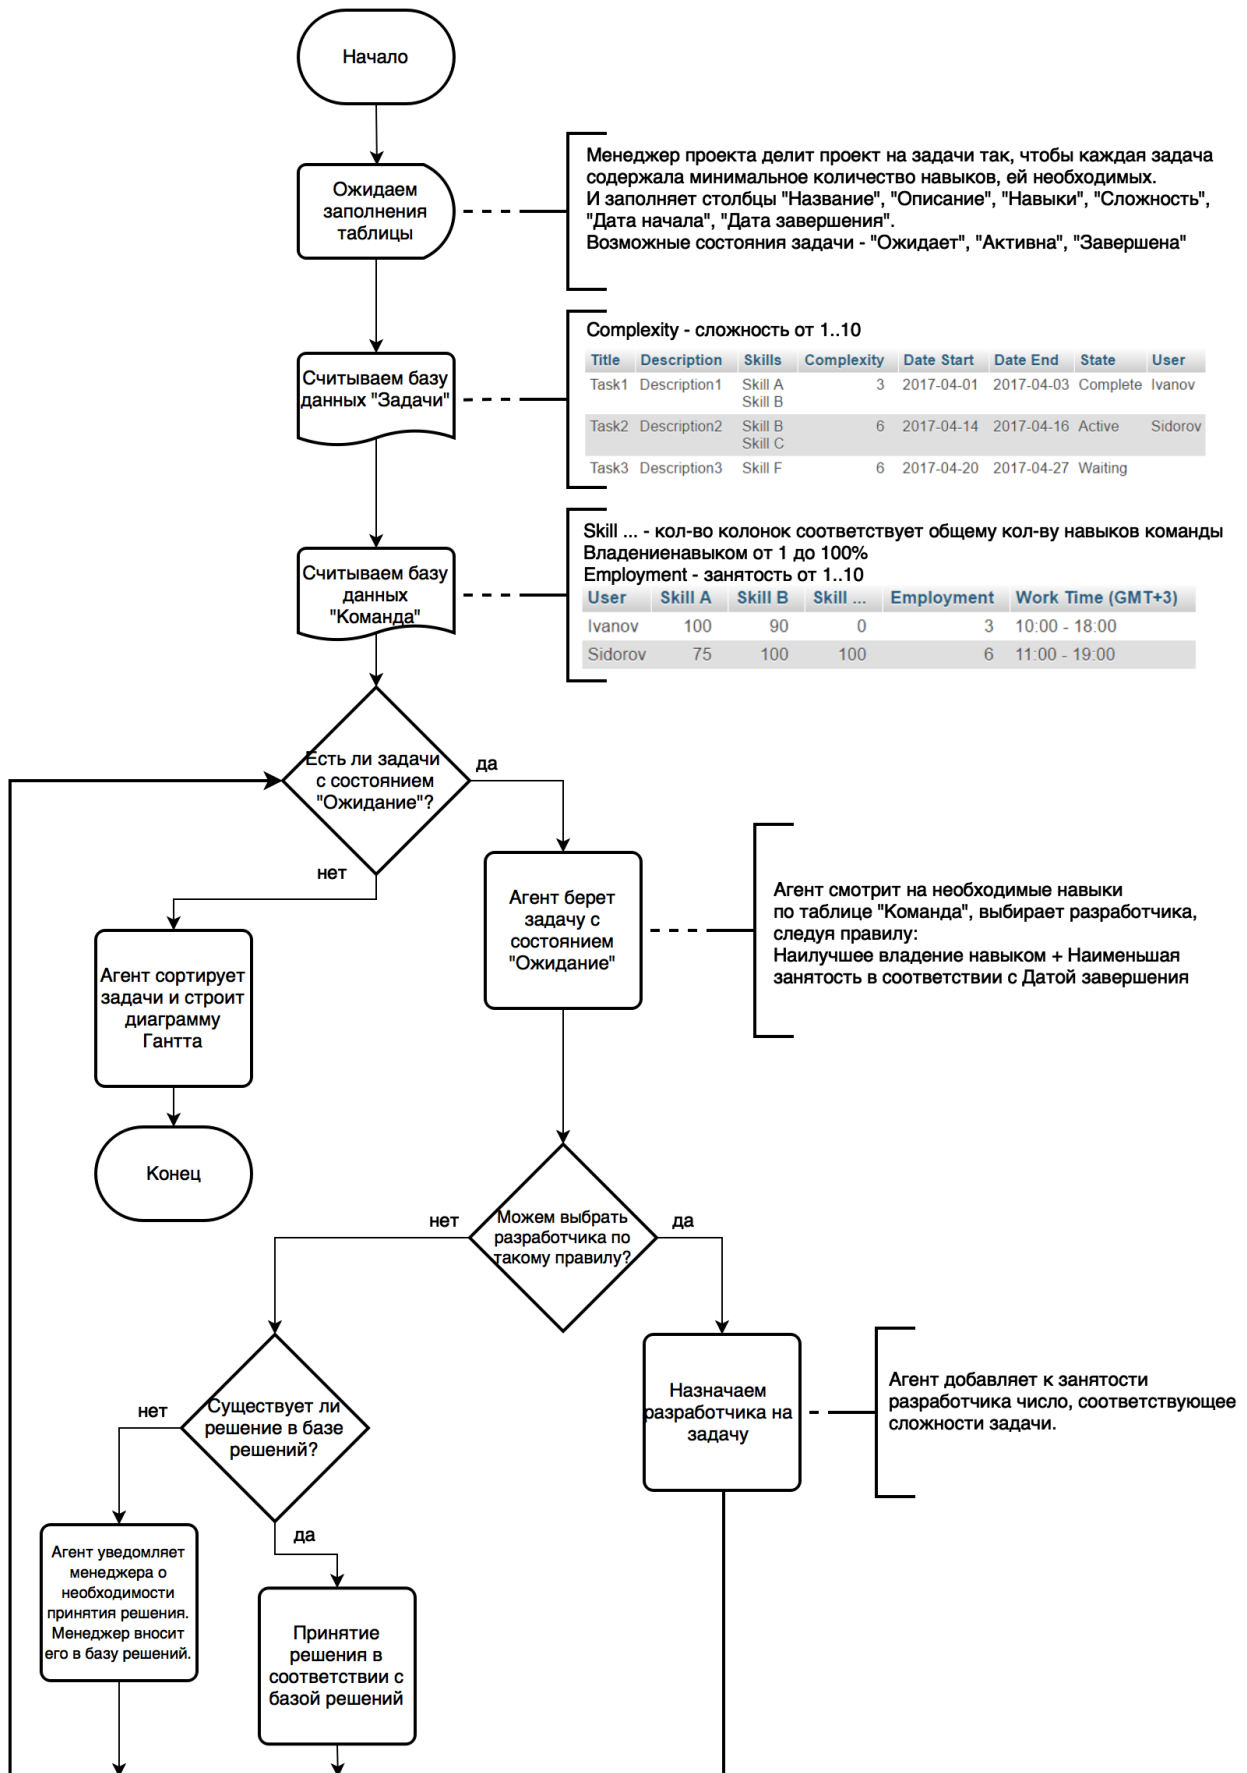 Начало
Ожидаем
заполнения
таблицы
Менеджер проекта делит проект на задачи так, чтобы каждая задача
содержала минимальное количество навыков, ей необходимых.
И заполняет столбцы "Название", "Описание", "Навыки", "Сложность",
"Дата начала", "Дата завершения".
Возможные состояния задачи - "Ожидает", "Активна", "Завершена"
Считываем базу
данных "Задачи"
Complexity - сложность от 1..10
Title Description Skills Complexity Date Start Date End State User
Task1 Description1 Skill A 3 2017-04-01 2017-04-03 Complete Ivanov
Skill B
Task2 Description2 Skill B 6 2017-04-14 2017-04-16 Active Sidorov
Skill C
Task3 Description3 Skill F 6 2017-04-20 2017-04-27 Waiting
Считываем базу
данных
"Команда"
Skill ... - кол-во колонок соответствует общему кол-ву навыков команды
Владениенавыком от 1 до 100%
Employment - занятость от 1..10
User Skill A Skill B Skill ... Employment Work Time (GMT+3)
Ivanov 100 90 0 3 10:00 - 18:00
Sidorov 75 100 100 6 11:00 - 19:00
Есть ли задачи
с состоянием
"Ожидание"?
да
нет
Агент берет
задачу с
состоянием
"Ожидание"
Агент смотрит на необходимые навыки
по таблице "Команда", выбирает разработчика,
следуя правилу:
Наилучшее владение навыком + Наименьшая
занятость в соответствии с Датой завершения
Агент сортирует
задачи и строит
диаграмму
Гантта
Конец
Можем выбрать
разработчика по
такому правилу?
нет
да
Существует ли
решение в базе
решений?
нет
да
Назначаем
разработчика на
задачу
Агент добавляет к занятости
разработчика число, соответствующее
сложности задачи.
Агент уведомляет
менеджера о
необходимости
принятия решения.
Менеджер вносит
его в базу решений.
Принятие
решения в
соответствии с
базой решений